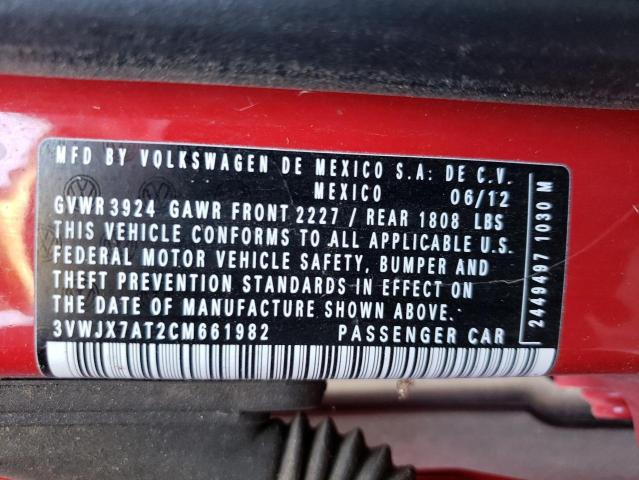 MFD BY VOLKSWAGEN DE MEXICO S.A. DE C.V.
MEXICO 06/12
GVWR 3924 GAWR FRONT 2227 / REAR 1808 LBS
THIS VEHICLE CONFORMS TO ALL APPLICABLE U.S.
FEDERAL MOTOR VEHICLE SAFETY, BUMPER AND
THEFT PREVENTION STANDARDS IN EFFECT ON
THE DATE OF MANUFACTURE SHOWN ABOVE.
3VWJX7AT2CM661982 PASSENGER CAR
2449497 1030 M